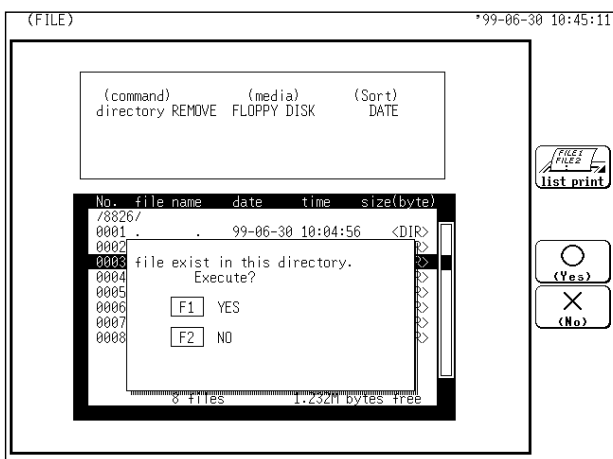 (FILE) '99-06-30 10:45:11
(command) (media) (Sort)
directory REMOVE FLOPPY DISK DATE
FILE1
FILE2
list print
No. file name date time size(byte)
/8826/
0001 . . 99-06-30 10:04:56 <DIR>
0002 R>
0003 file exist in this directory. R>
0004 Execute? R>
0005 R>
0006 F1 YES R>
0007 R>
0008 F2 NO R>
8 files 1.232M bytes free
(Yes)
(No)